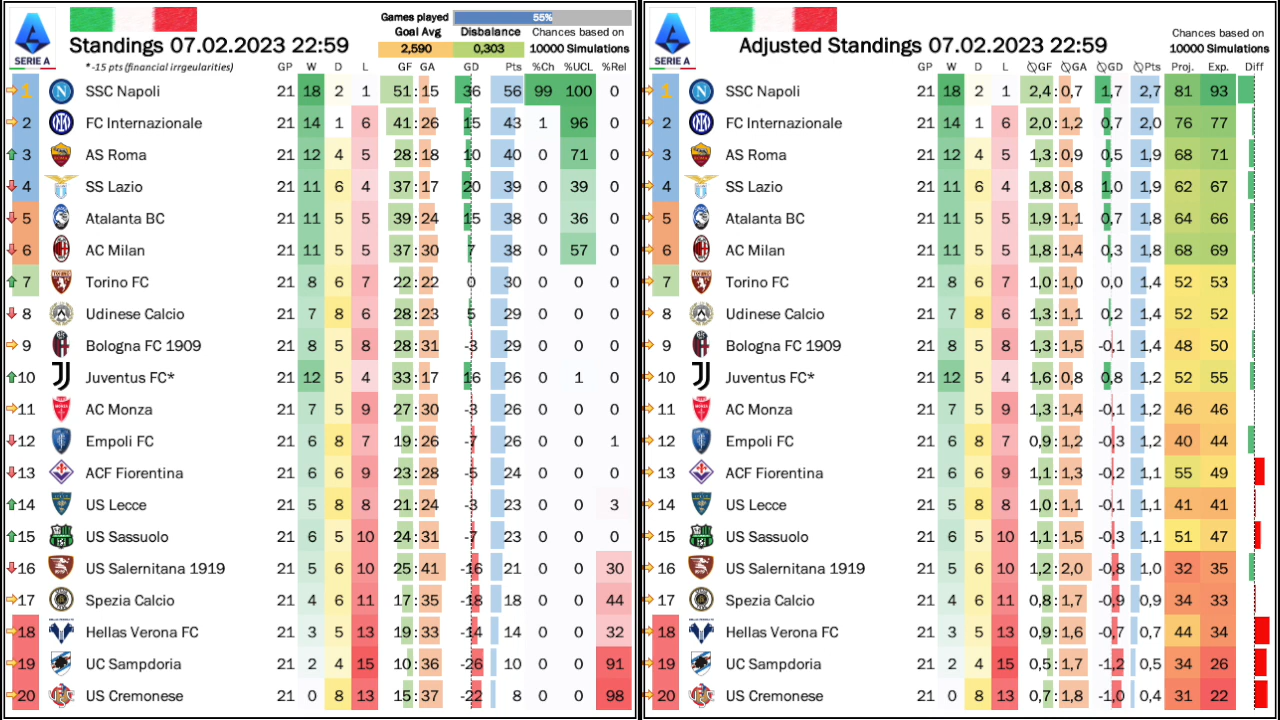 Games played 55%
Goal Avg Disbalance Chances based on
SERIE A Standings 07.02.2023 22:59 2,590 0,303 10000 Simulations
* -15 pts (financial irrgeularities) GP W D L GF GA GD Pts %Ch %UCL %Rel
1 SSC Napoli 21 18 2 1 51 : 15 36 56 99 100 0
2 FC Internazionale 21 14 1 6 41 : 26 15 43 1 96 0
3 AS Roma 21 12 4 5 28 : 18 10 40 0 71 0
4 SS Lazio 21 11 6 4 37 : 17 20 39 0 39 0
5 Atalanta BC 21 11 5 5 39 : 24 15 38 0 36 0
6 AC Milan 21 11 5 5 37 : 30 7 38 0 57 0
7 Torino FC 21 8 6 7 22 : 22 0 30 0 0 0
8 Udinese Calcio 21 7 8 6 28 : 23 5 29 0 0 0
9 Bologna FC 1909 21 8 5 8 28 : 31 -3 29 0 0 0
10 Juventus FC* 21 12 5 4 33 : 17 16 26 0 1 0
11 AC Monza 21 7 5 9 27 : 30 -3 26 0 0 0
12 Empoli FC 21 6 8 7 19 : 26 -7 26 0 0 1
13 ACF Fiorentina 21 6 6 9 23 : 28 -5 24 0 0 0
14 US Lecce 21 5 8 8 21 : 24 -3 23 0 0 3
15 US Sassuolo 21 6 5 10 24 : 31 -7 23 0 0 0
16 US Salernitana 1919 21 5 6 10 25 : 41 -16 21 0 0 30
17 Spezia Calcio 21 4 6 11 17 : 35 -18 18 0 0 44
18 Hellas Verona FC 21 3 5 13 19 : 33 -14 14 0 0 32
19 UC Sampdoria 21 2 4 15 10 : 36 -26 10 0 0 91
20 US Cremonese 21 0 8 13 15 : 37 -22 8 0 0 98
Chances based on
SERIE A Adjusted Standings 07.02.2023 22:59 10000 Simulations
GP W D L ∅GF ∅GA ∅GD ∅Pts Proj. Exp. Diff
1 SSC Napoli 21 18 2 1 2,4 : 0,7 1,7 2,7 81 93
2 FC Internazionale 21 14 1 6 2,0 : 1,2 0,7 2,0 76 77
3 AS Roma 21 12 4 5 1,3 : 0,9 0,5 1,9 68 71
4 SS Lazio 21 11 6 4 1,8 : 0,8 1,0 1,9 62 67
5 Atalanta BC 21 11 5 5 1,9 : 1,1 0,7 1,8 64 66
6 AC Milan 21 11 5 5 1,8 : 1,4 0,3 1,8 68 69
7 Torino FC 21 8 6 7 1,0 : 1,0 0,0 1,4 52 53
8 Udinese Calcio 21 7 8 6 1,3 : 1,1 0,2 1,4 52 52
9 Bologna FC 1909 21 8 5 8 1,3 : 1,5 -0,1 1,4 48 50
10 Juventus FC* 21 12 5 4 1,6 : 0,8 0,8 1,2 52 55
11 AC Monza 21 7 5 9 1,3 : 1,4 -0,1 1,2 46 46
12 Empoli FC 21 6 8 7 0,9 : 1,2 -0,3 1,2 40 44
13 ACF Fiorentina 21 6 6 9 1,1 : 1,3 -0,2 1,1 55 49
14 US Lecce 21 5 8 8 1,0 : 1,1 -0,1 1,1 41 41
15 US Sassuolo 21 6 5 10 1,1 : 1,5 -0,3 1,1 51 47
16 US Salernitana 1919 21 5 6 10 1,2 : 2,0 -0,8 1,0 32 35
17 Spezia Calcio 21 4 6 11 0,8 : 1,7 -0,9 0,9 34 33
18 Hellas Verona FC 21 3 5 13 0,9 : 1,6 -0,7 0,7 44 34
19 UC Sampdoria 21 2 4 15 0,5 : 1,7 -1,2 0,5 34 26
20 US Cremonese 21 0 8 13 0,7 : 1,8 -1,0 0,4 31 22